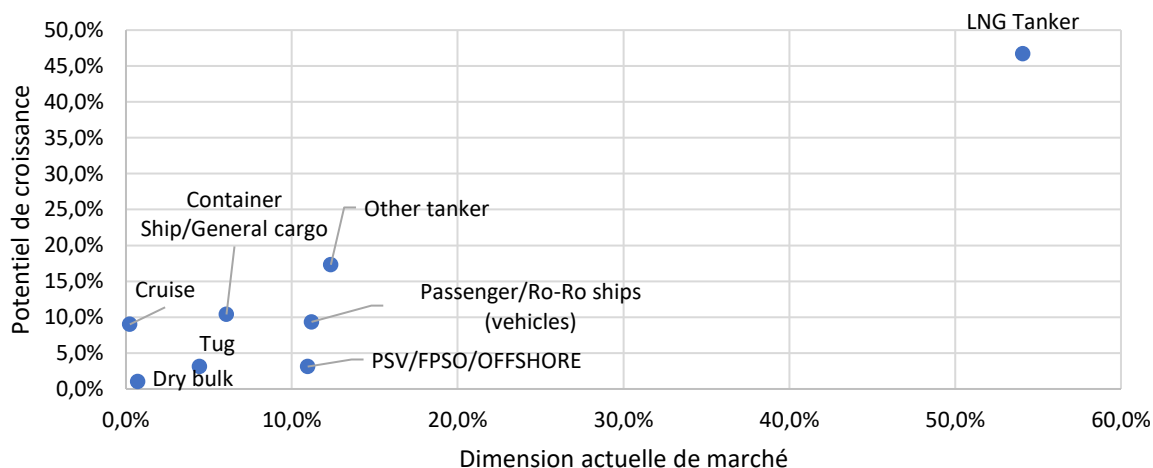 LNG Tanker
50,0%
45,0%
40,0%
35,0%
30,0%
25,0%
20,0%
15,0%
10,0%
5,0%
0,0%
Potentiel de croissance
Container
Ship/General cargo
Other tanker
Cruise
Passenger/Ro-Ro ships
(vehicles)
Tug
PSV/FPSO/OFFSHORE
Dry bulk
0,0%
10,0%
20,0%
30,0%
40,0%
50,0%
60,0%
Dimension actuelle de marché